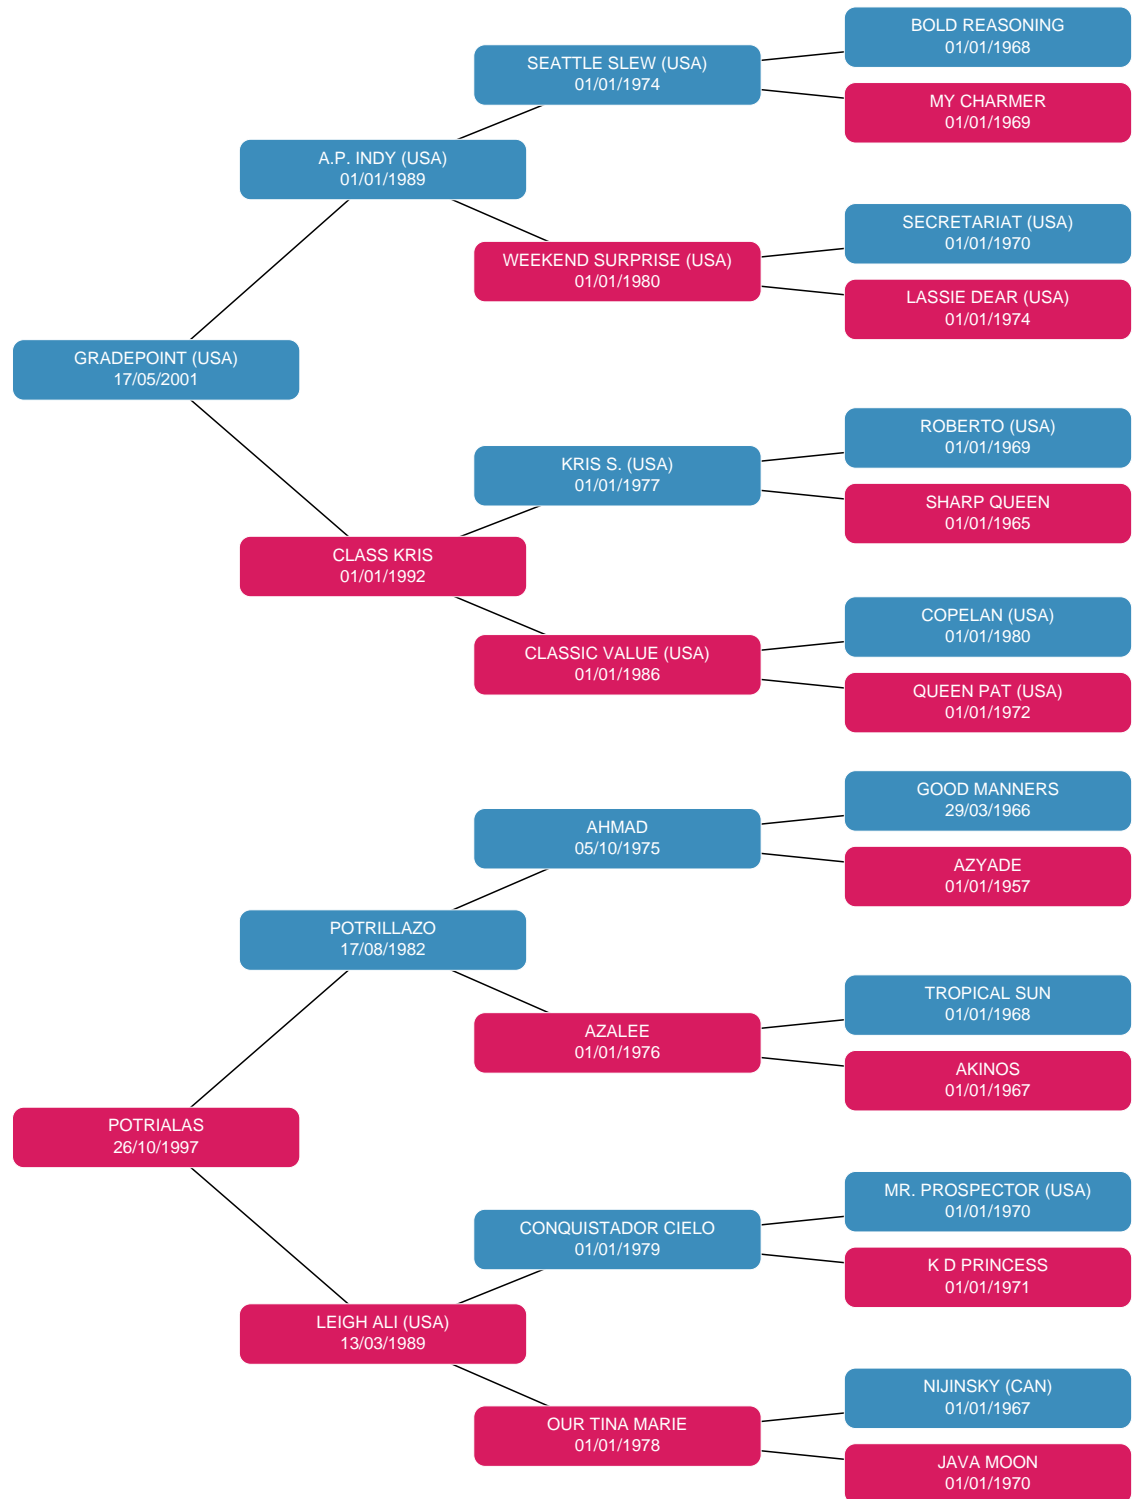 BOLD REASONING
01/01/1968
SEATTLE SLEW (USA)
01/01/1974
MY CHARMER
01/01/1969
A.P. INDY (USA)
01/01/1989
SECRETARIAT (USA)
01/01/1970
WEEKEND SURPRISE (USA)
01/01/1980
LASSIE DEAR (USA)
01/01/1974
GRADEPOINT (USA)
17/05/2001
ROBERTO (USA)
01/01/1969
KRIS S. (USA)
01/01/1977
SHARP QUEEN
01/01/1965
CLASS KRIS
01/01/1992
COPELAN (USA)
01/01/1980
CLASSIC VALUE (USA)
01/01/1986
QUEEN PAT (USA)
01/01/1972
GOOD MANNERS
29/03/1966
AHMAD
05/10/1975
AZYADE
01/01/1957
POTRILLAZO
17/08/1982
TROPICAL SUN
01/01/1968
AZALEE
01/01/1976
AKINOS
01/01/1967
POTRIALAS
26/10/1997
MR. PROSPECTOR (USA)
01/01/1970
CONQUISTADOR CIELO
01/01/1979
K D PRINCESS
01/01/1971
LEIGH ALI (USA)
13/03/1989
NIJINSKY (CAN)
01/01/1967
OUR TINA MARIE
01/01/1978
JAVA MOON
01/01/1970